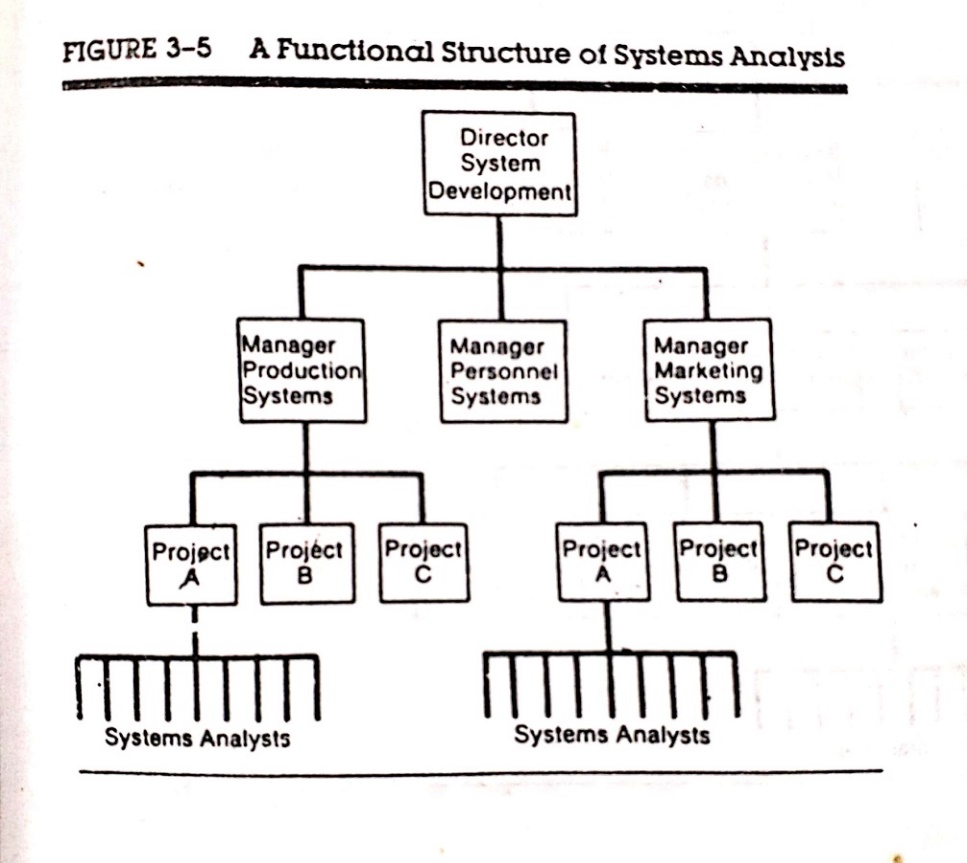 FIGURE 3–5 A Functional Structure of Systems Analysis
Director
System
Development
Manager
Production
Systems
Manager
Personnel
Systems
Manager
Marketing
Systems
Project
A
Project
B
Project
C
Project
A
Project
B
Project
C
Systems Analysts
Systems Analysts